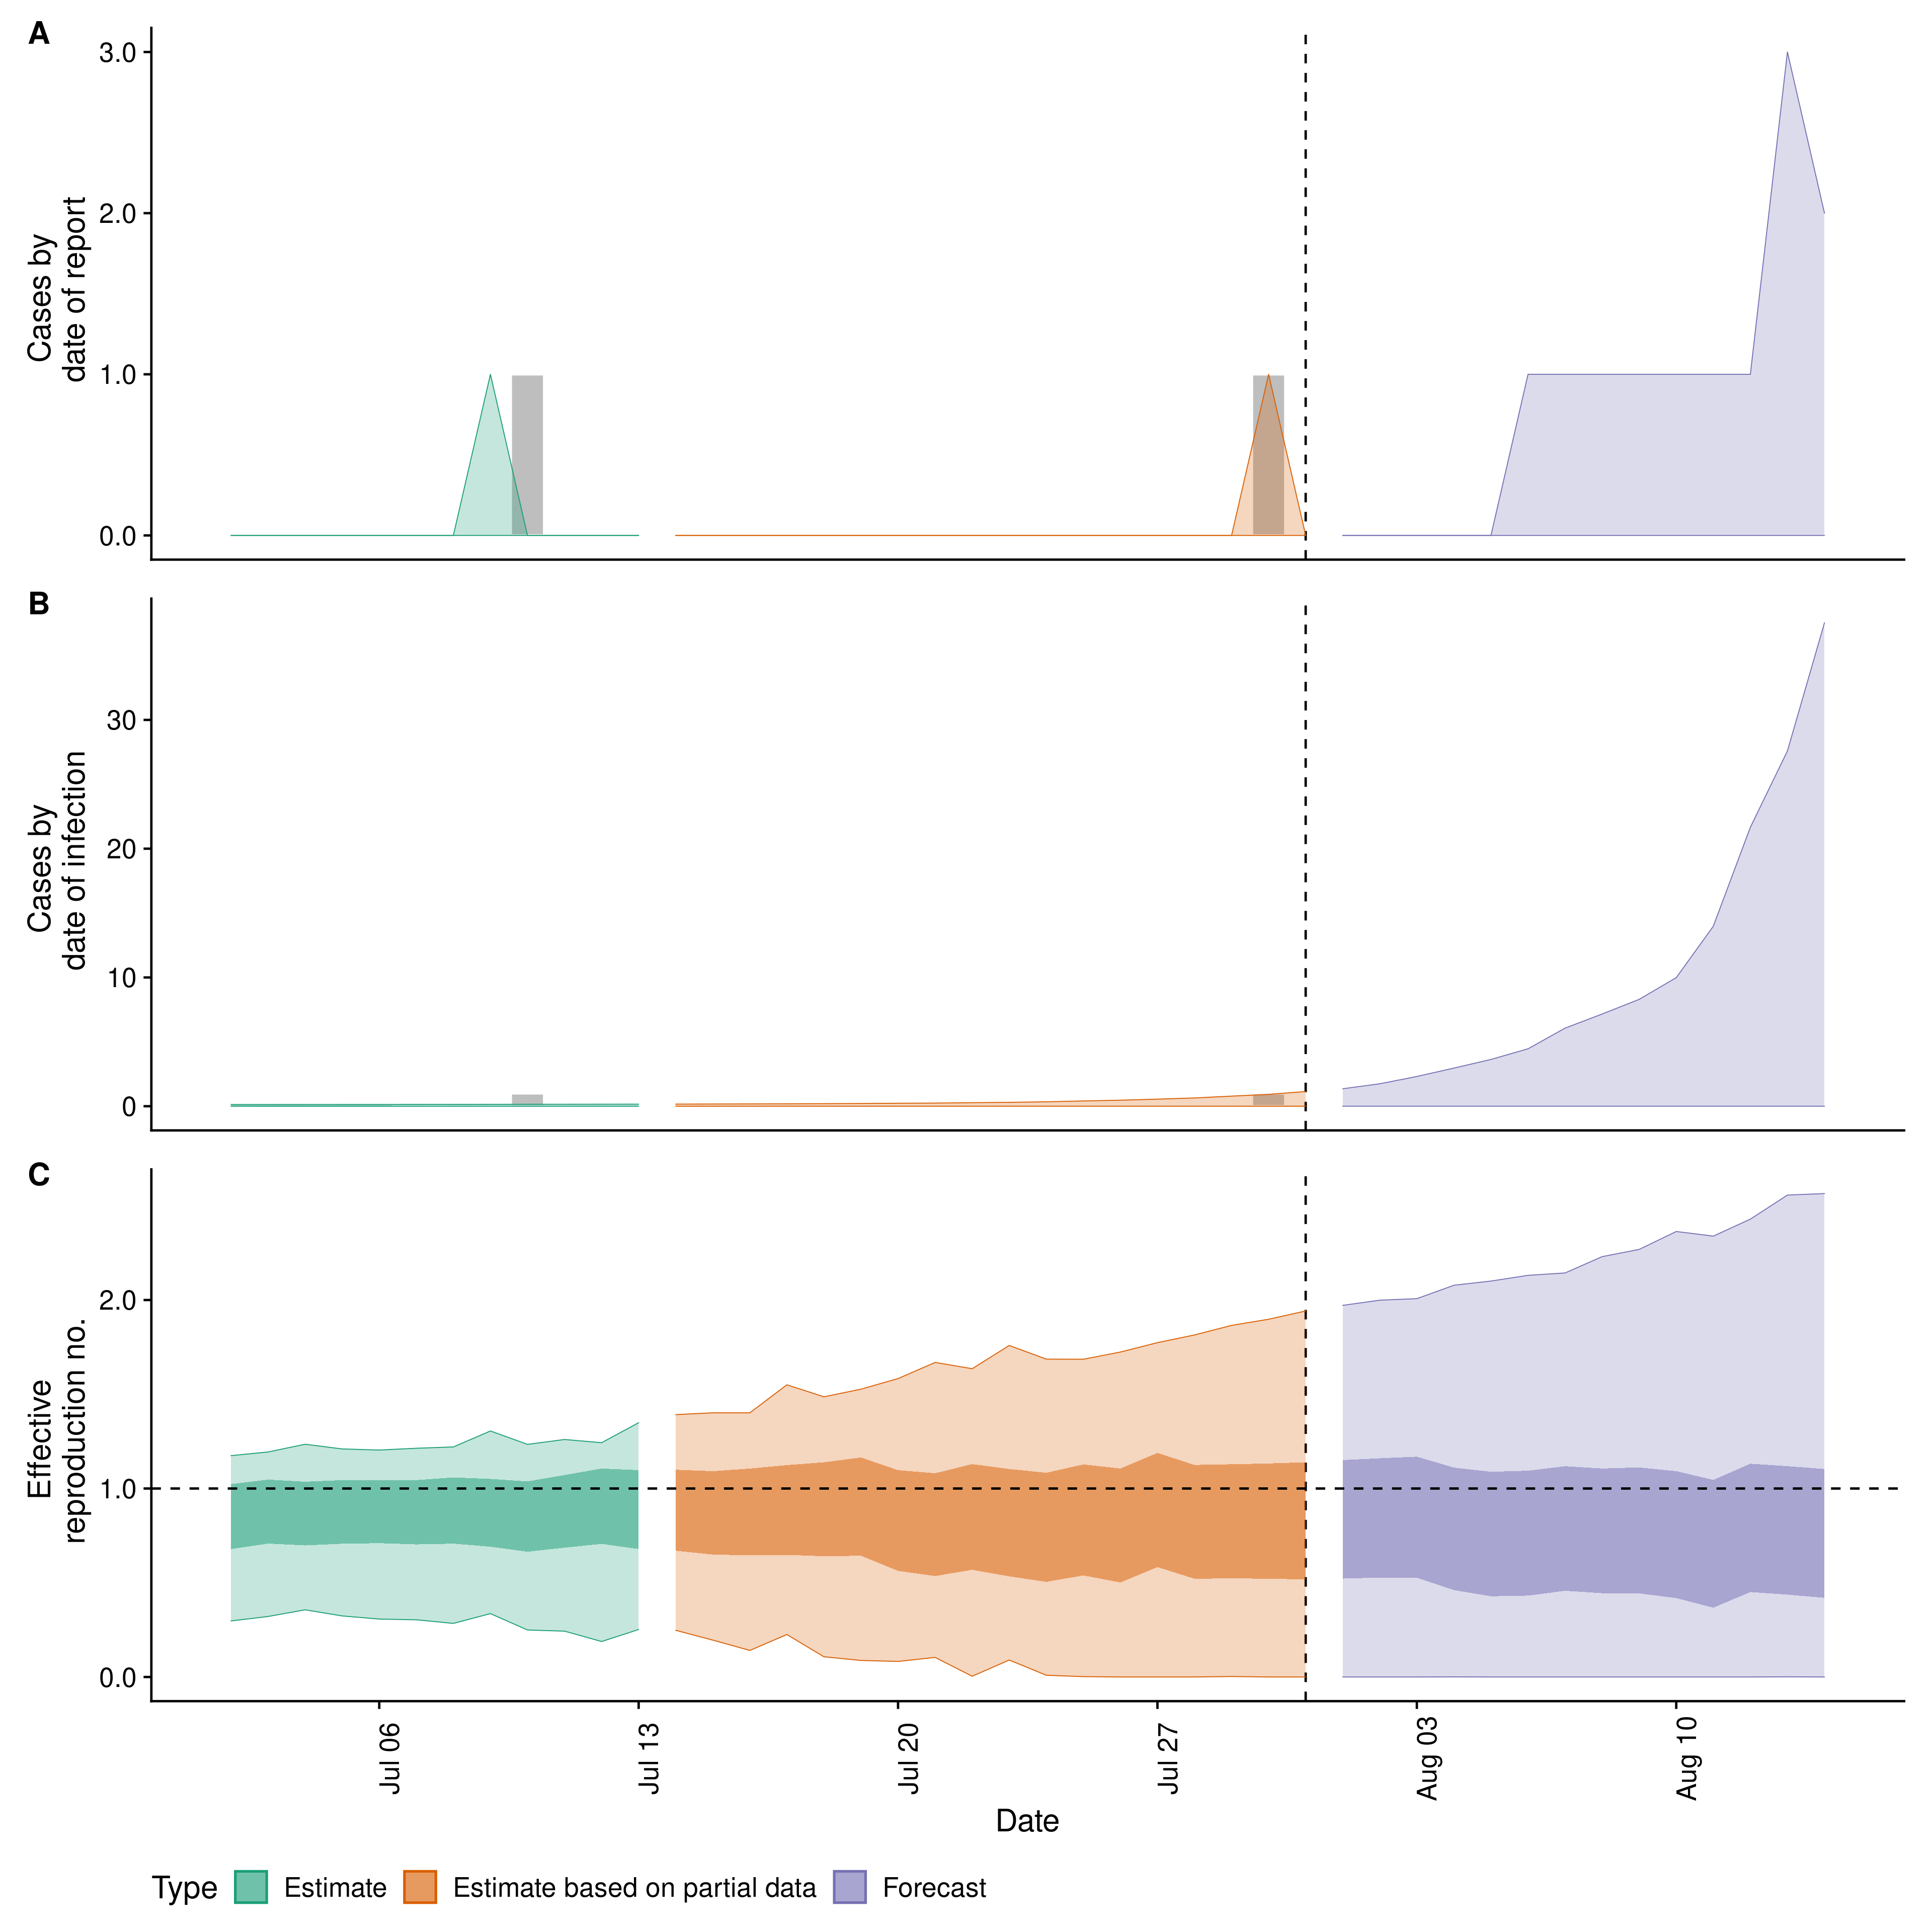 A
3.0
2.0
1.0
0.0
Cases by
date of report
B
30
20
10
0
Cases by
date of infection
C
2.0
1.0
0.0
Effective
reproduction no.
Jul 06
Jul 13
Jul 20
Jul 27
Aug 03
Aug 10
Date
Type Estimate Estimate based on partial data Forecast